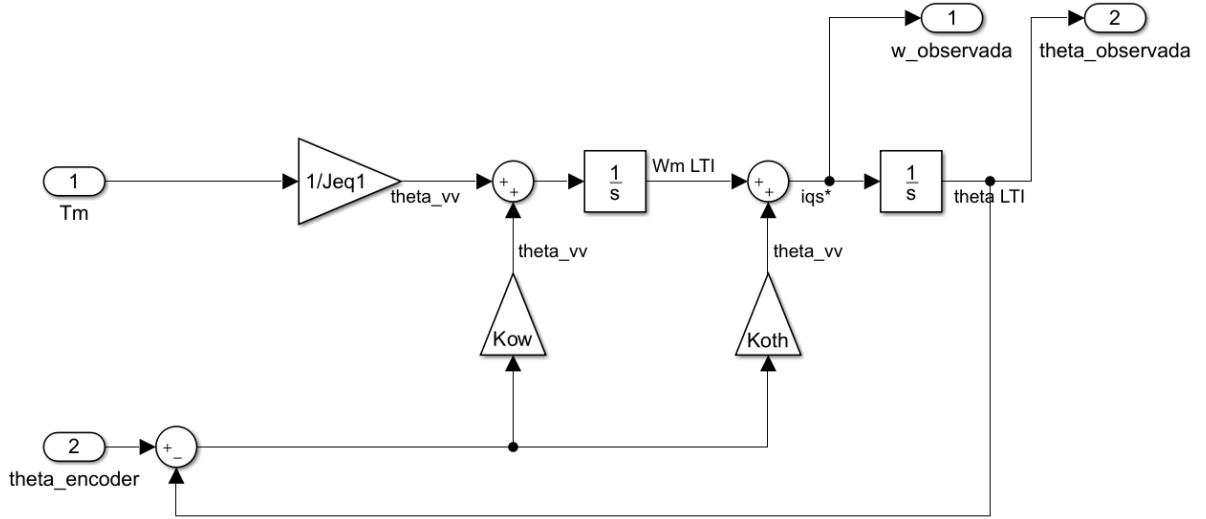 1
2
w_observada
theta_observada
1
Tm
1/Jeq1
theta_vv
+
+
1
s
Wm LTI
+
+
iqs*
1
s
theta LTI
theta_vv
theta_vv
Kow
Koth
2
theta_encoder
+
−